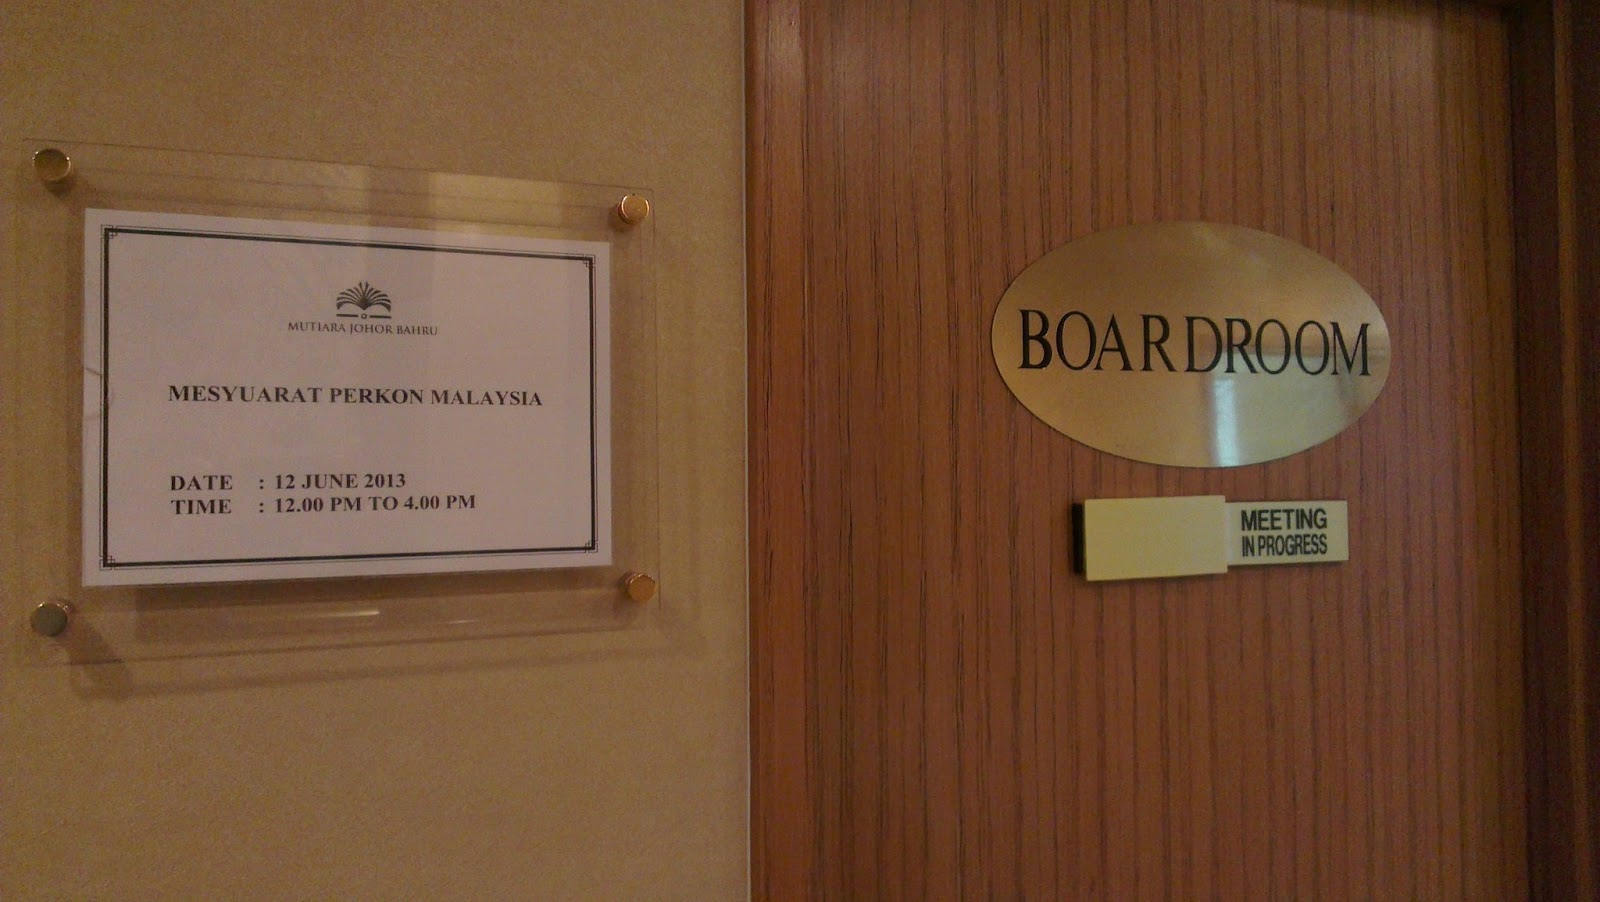 MUTIARA JOHOR BAHRU
MESYUARAT PERKON MALAYSIA
DATE : 12 JUNE 2013
TIME : 12.00 PM TO 4.00 PM
BOARDROOM
MEETING
IN PROGRESS